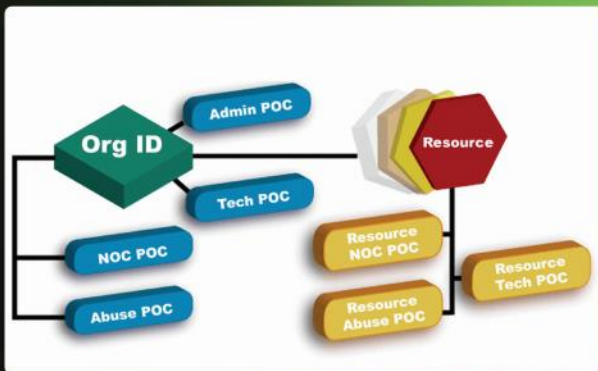 Admin POC
Org ID
Resource
Tech POC
NOC POC
Abuse POC
Resource
NOC POC
Resource
Tech POC
Resource
Abuse POC